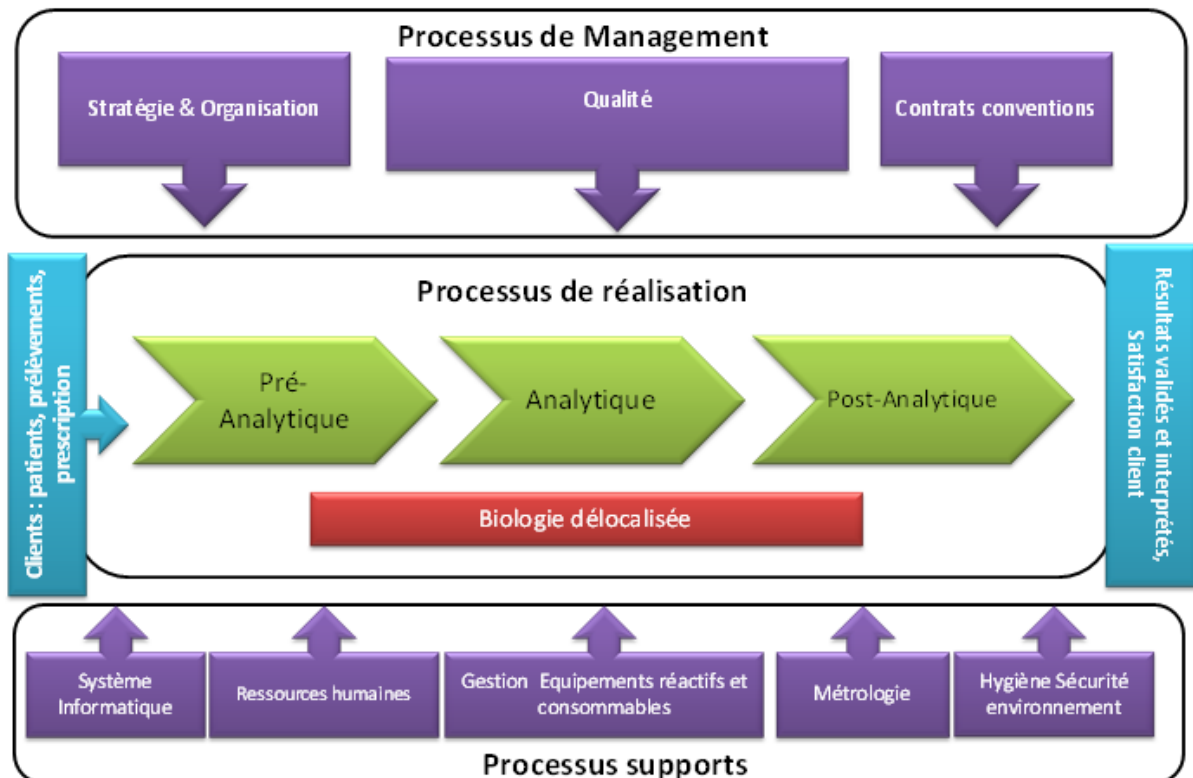 Processus de Management
Stratégie & Organisation
Qualité
Contrats conventions
Clients : patients, prélèvements,
prescription
Processus de réalisation
Pré-
Analytique
Analytique
Post-Analytique
Biologie délocalisée
Résultats validés et interprétés,
Satisfaction client
Système
Informatique
Ressources humaines
Gestion Equipements réactifs et
consommables
Métrologie
Hygiène Sécurité
environnement
Processus supports